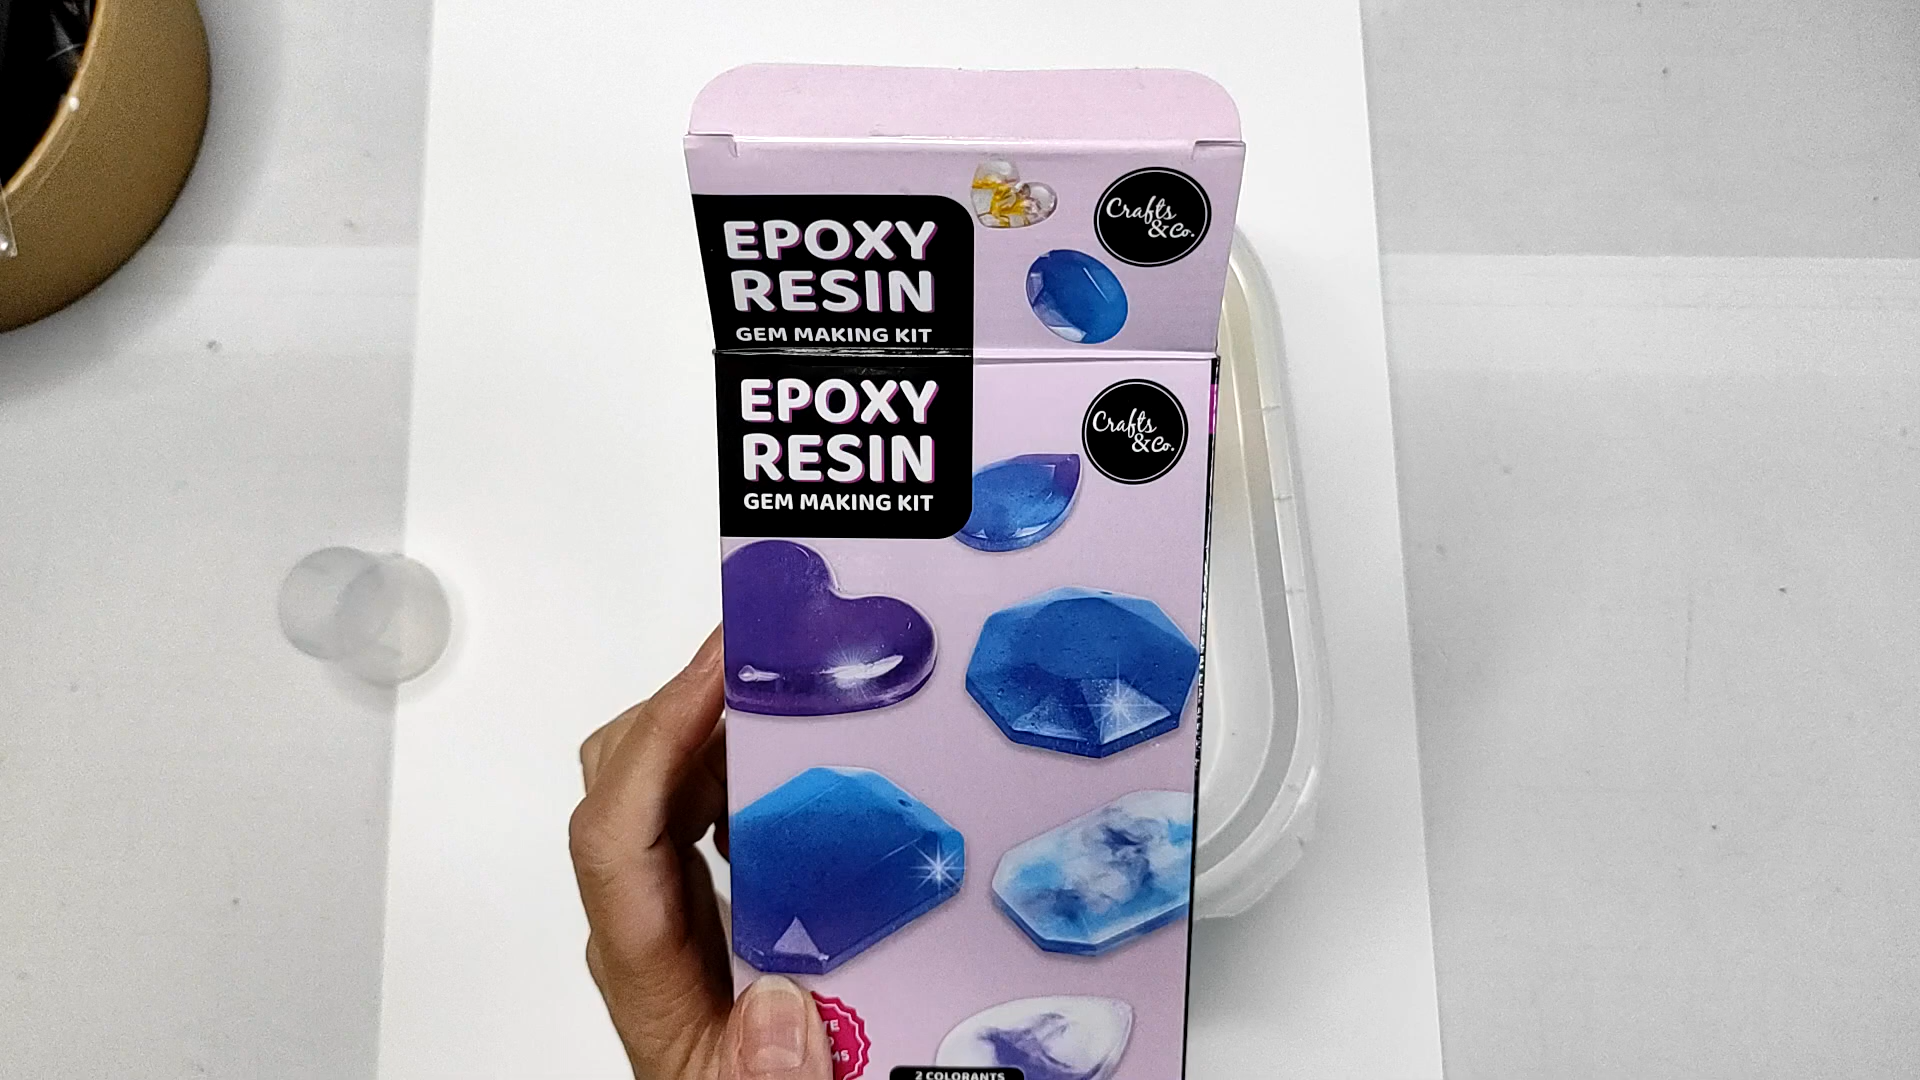 EPOXY
RESIN
GEM MAKING KIT
Crafts
&Co.
EPOXY
RESIN
GEM MAKING KIT
Crafts
&Co.
2 COLORANTS